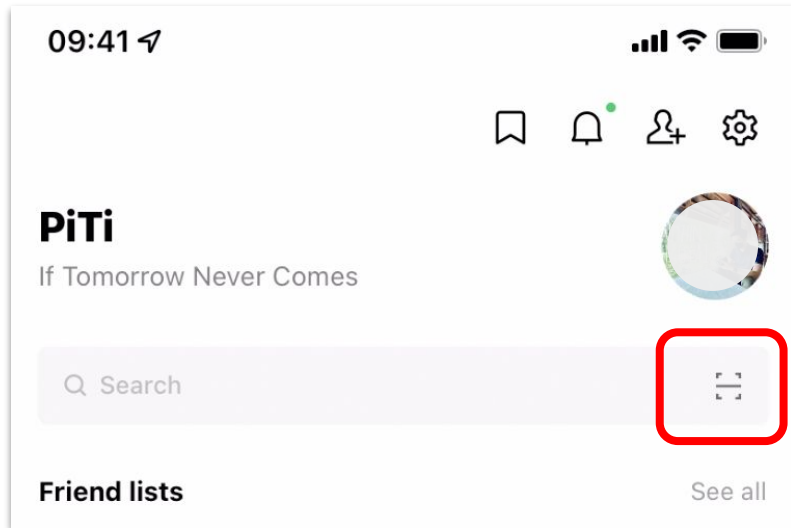 09:41
PiTi
If Tomorrow Never Comes
Search
Friend lists
See all